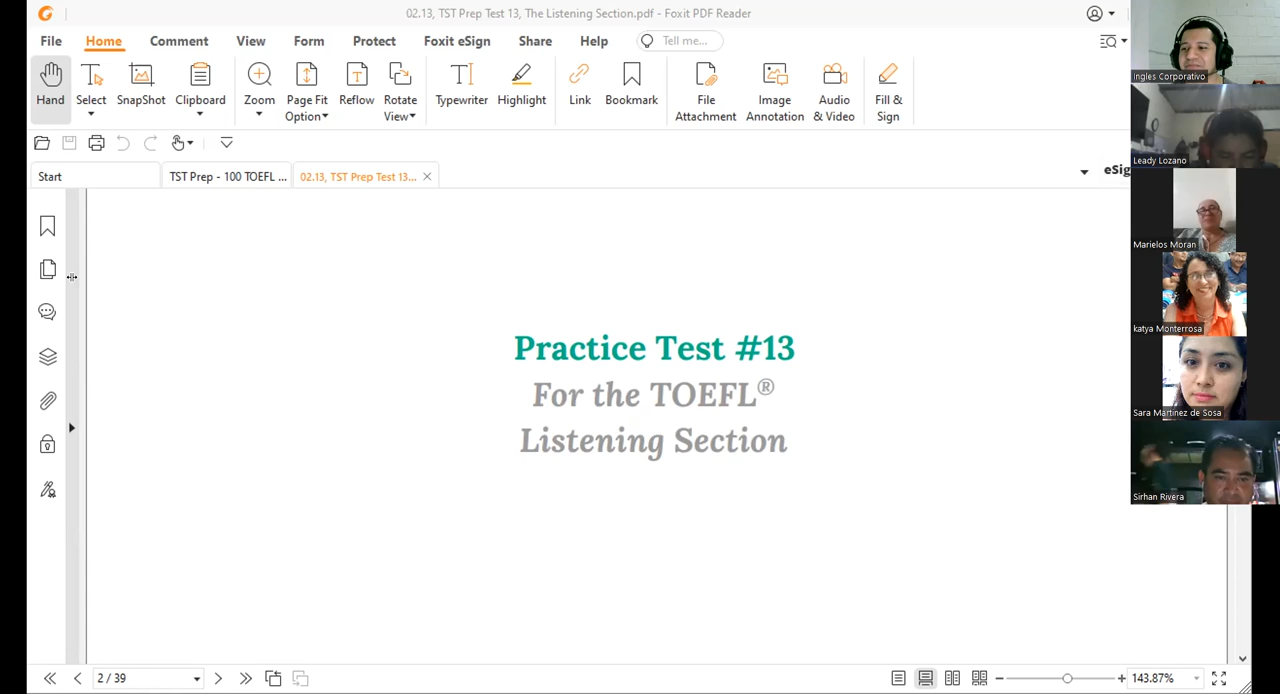 02.13, TST Prep Test 13, The Listening Section.pdf - Foxit PDF Reader
File Home Comment View Form Protect Foxit eSign Share Help Tell me...
Hand Select SnapShot Clipboard Zoom Page Fit Option Reflow Rotate View Typewriter Highlight Link Bookmark File Attachment Image Annotation Audio & Video Fill & Sign
Start TST Prep - 100 TOEFL ... 02.13, TST Prep Test 13... eSig
Practice Test #13
For the TOEFL®
Listening Section
2 / 39 143.87%
Ingles Corporativo
Leady Lozano
Marielos Moran
katya Monterrosa
Sara Martinez de Sosa
Sirhan Rivera